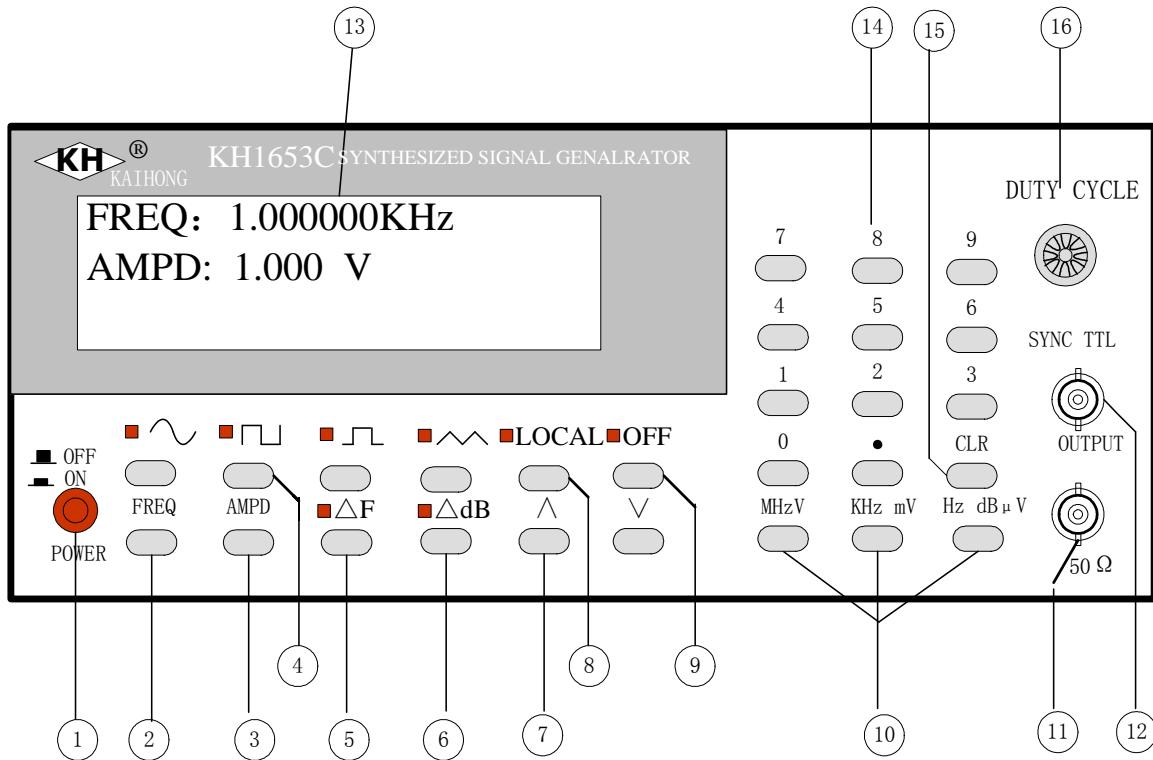 13
14
15
16
KH ®
KAIHONG
KH1653C SYNTHESIZED SIGNAL GENALRATOR
FREQ: 1.000000KHz
AMPD: 1.000 V
DUTY CYCLE
7 8 9
4 5 6
SYNC TTL
1 2 3
LOCAL OFF
0 • CLR OUTPUT
OFF
ON
FREQ AMPD △F △dB ∧ ∨
MHzV KHz mV Hz dBμV
POWER
50 Ω
4
8
9
1
2
3
5
6
7
10
11
12